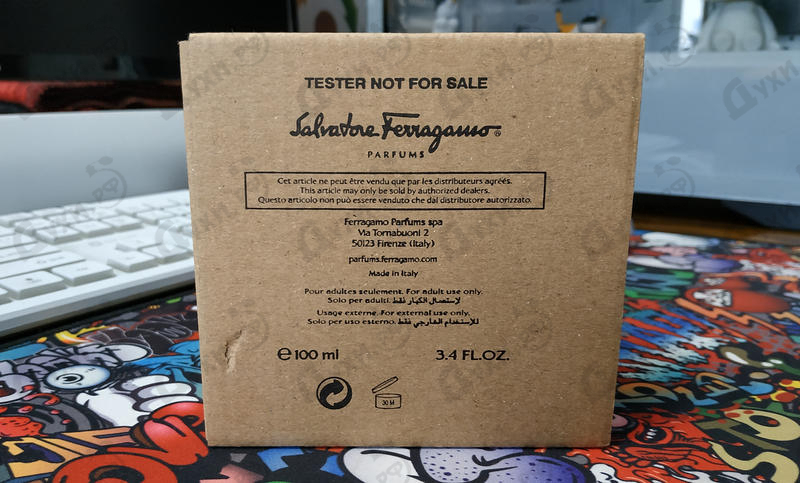 TESTER NOT FOR SALE
Salvatore Ferragamo®
PARFUMS
Cet article ne peut être vendu que par les distributeurs agréés.
This article may only be sold by authorized dealers.
Questo articolo non può essere venduto che dal distributore autorizzato.
Ferragamo Parfums spa
Via Tornabuoni 2
50123 Firenze (Italy)
parfums.ferragamo.com
Made in Italy
Pour adultes seulement. For adult use only.
Solo per adulti. لإستعمال الكبار فقط.
Usage externe. For external use only.
Solo per uso esterno. للإستخدام الخارجي فقط.
℮ 100 ml 3.4 FL.OZ.
30 M
Духи.РФ